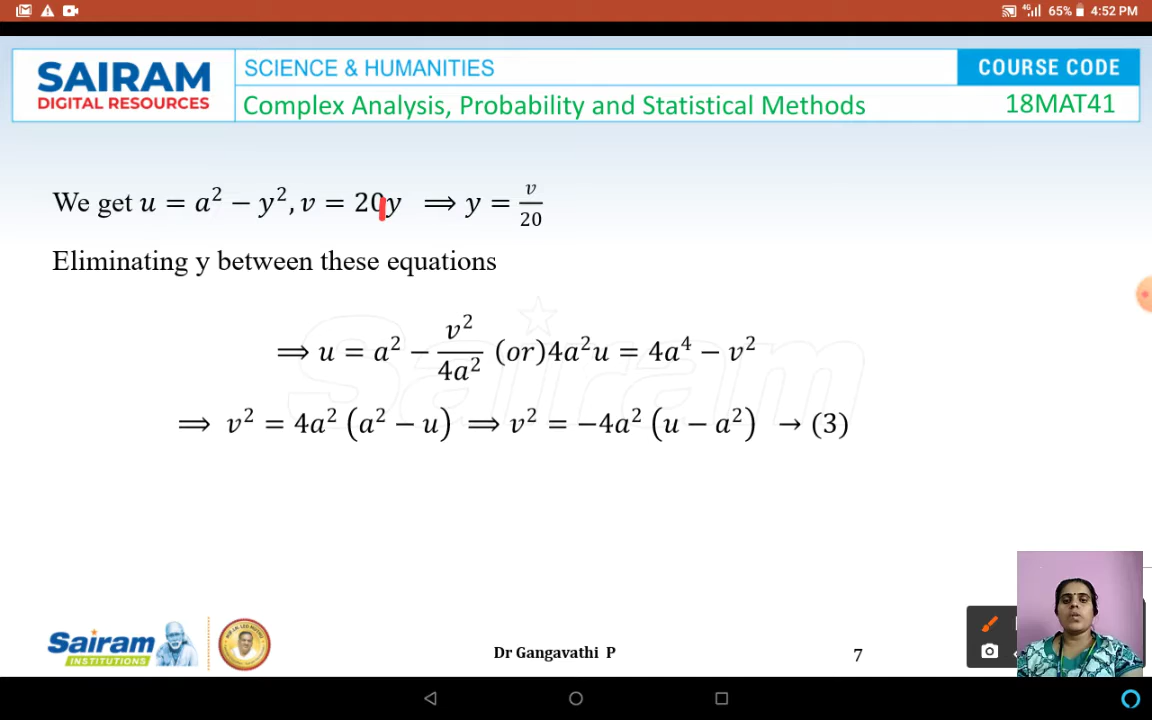 65% 4:52 PM
SAIRAM
DIGITAL RESOURCES
SCIENCE & HUMANITIES
COURSE CODE
Complex Analysis, Probability and Statistical Methods
18MAT41
We get u = a² − y², v = 20y ⟹ y = v/20
Eliminating y between these equations
⟹ u = a² − v²/4a² (or)4a²u = 4a⁴ − v²
⟹ v² = 4a² (a² − u) ⟹ v² = −4a² (u − a²) → (3)
Sairam
Sairam
INSTITUTIONS
Dr Gangavathi P
7